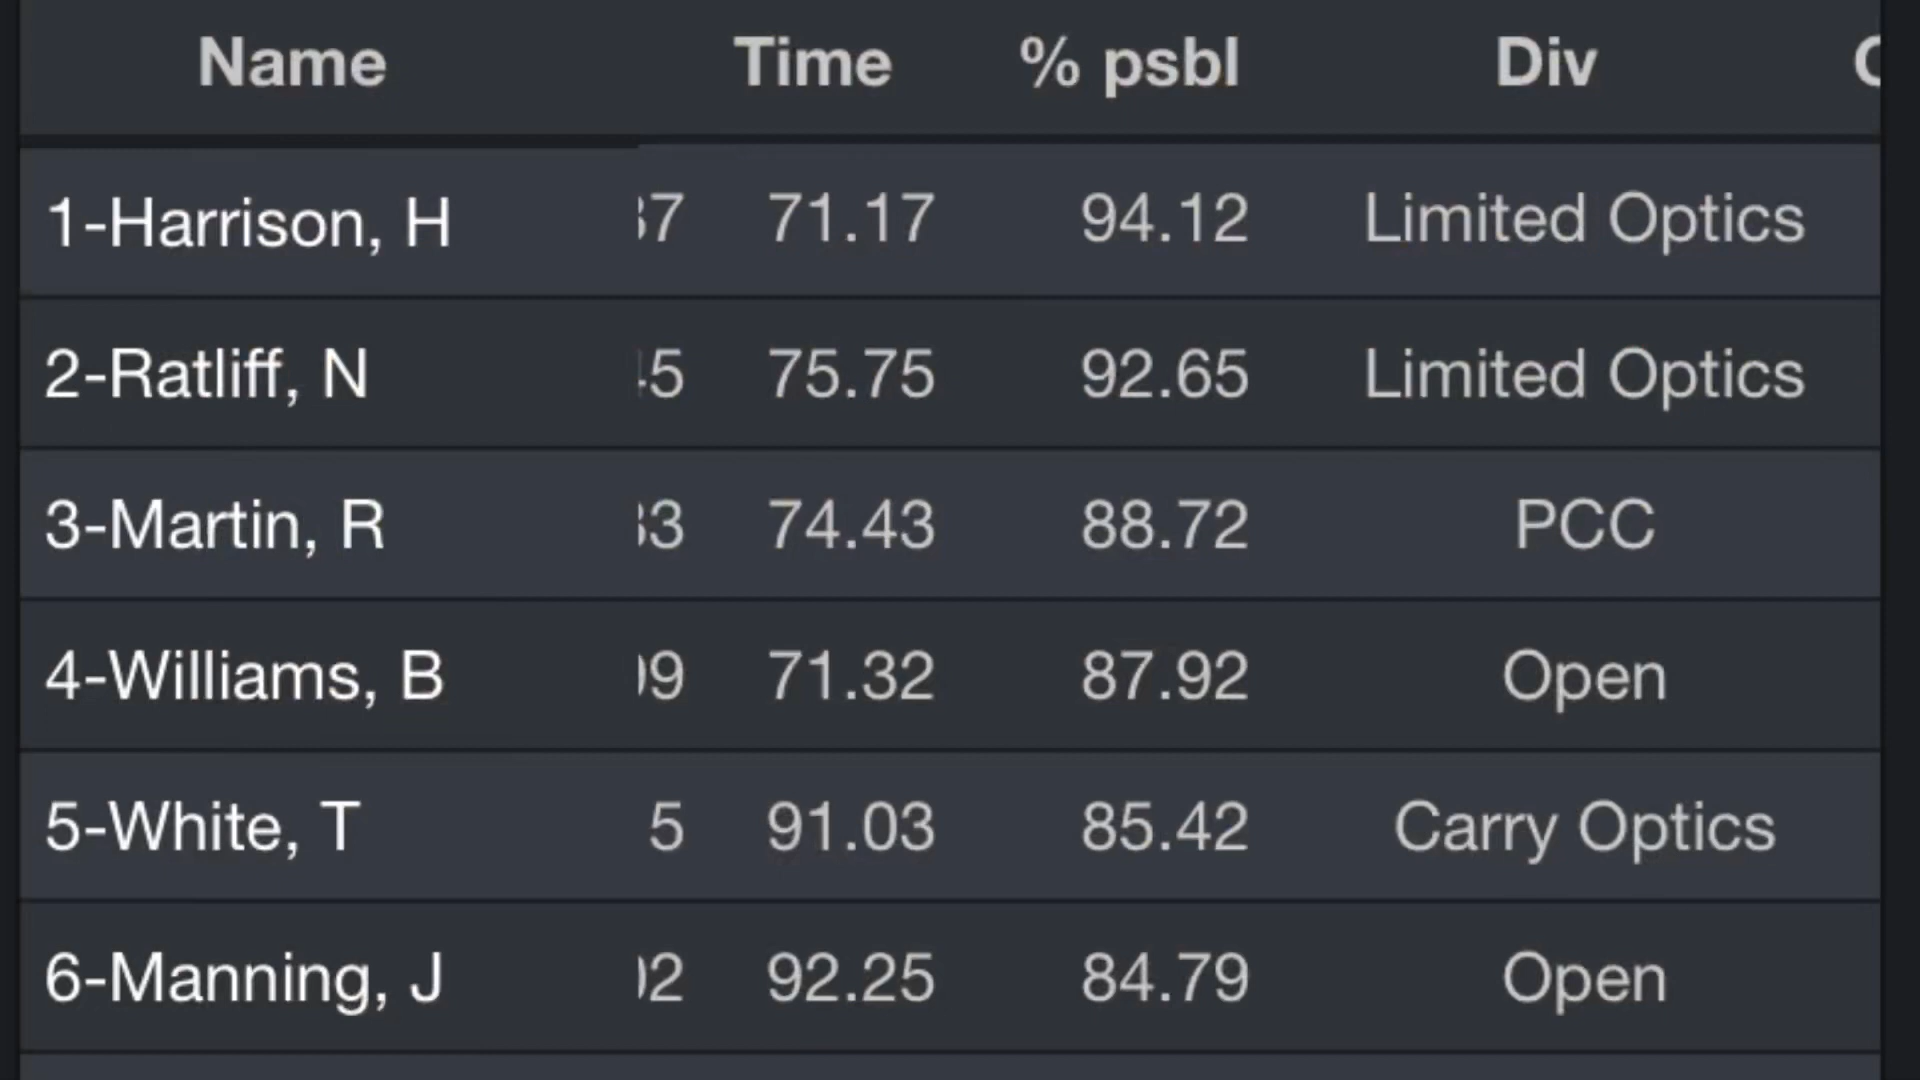 Name Time % psbl Div
1-Harrison, H 71.17 94.12 Limited Optics
2-Ratliff, N 75.75 92.65 Limited Optics
3-Martin, R 74.43 88.72 PCC
4-Williams, B 71.32 87.92 Open
5-White, T 5 91.03 85.42 Carry Optics
6-Manning, J 92.25 84.79 Open